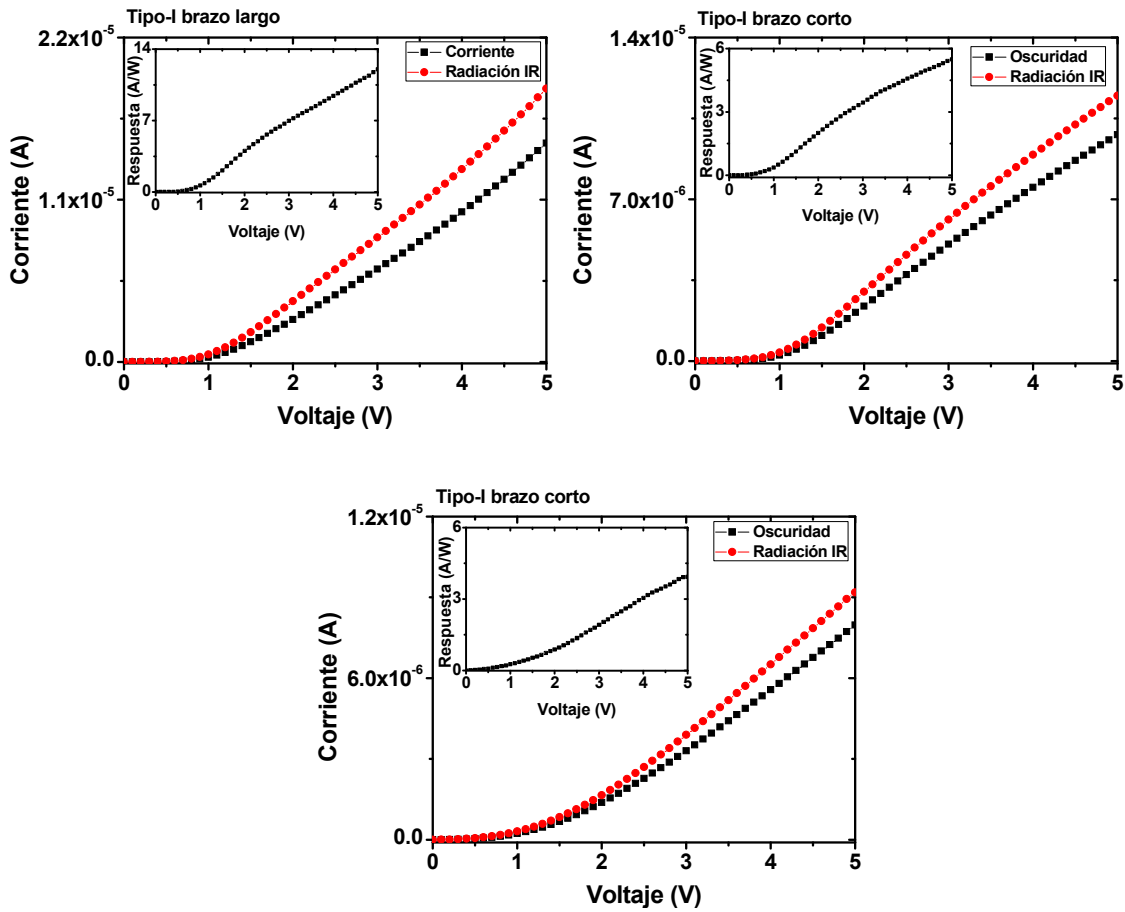 Tipo-I brazo largo
2.2x10⁻⁵
1.1x10⁻⁵
0.0
Corriente (A)
0 1 2 3 4 5
Voltaje (V)
Corriente
Radiación IR
14
7
0
Respuesta (A/W)
0 1 2 3 4 5
Voltaje (V)
Tipo-I brazo corto
1.4x10⁻⁵
7.0x10⁻⁶
0.0
Corriente (A)
0 1 2 3 4 5
Voltaje (V)
Oscuridad
Radiación IR
6
3
0
Respuesta (A/W)
0 1 2 3 4 5
Voltaje (V)
Tipo-I brazo corto
1.2x10⁻⁵
6.0x10⁻⁶
0.0
Corriente (A)
0 1 2 3 4 5
Voltaje (V)
Oscuridad
Radiación IR
6
3
0
Respuesta (A/W)
0 1 2 3 4 5
Voltaje (V)